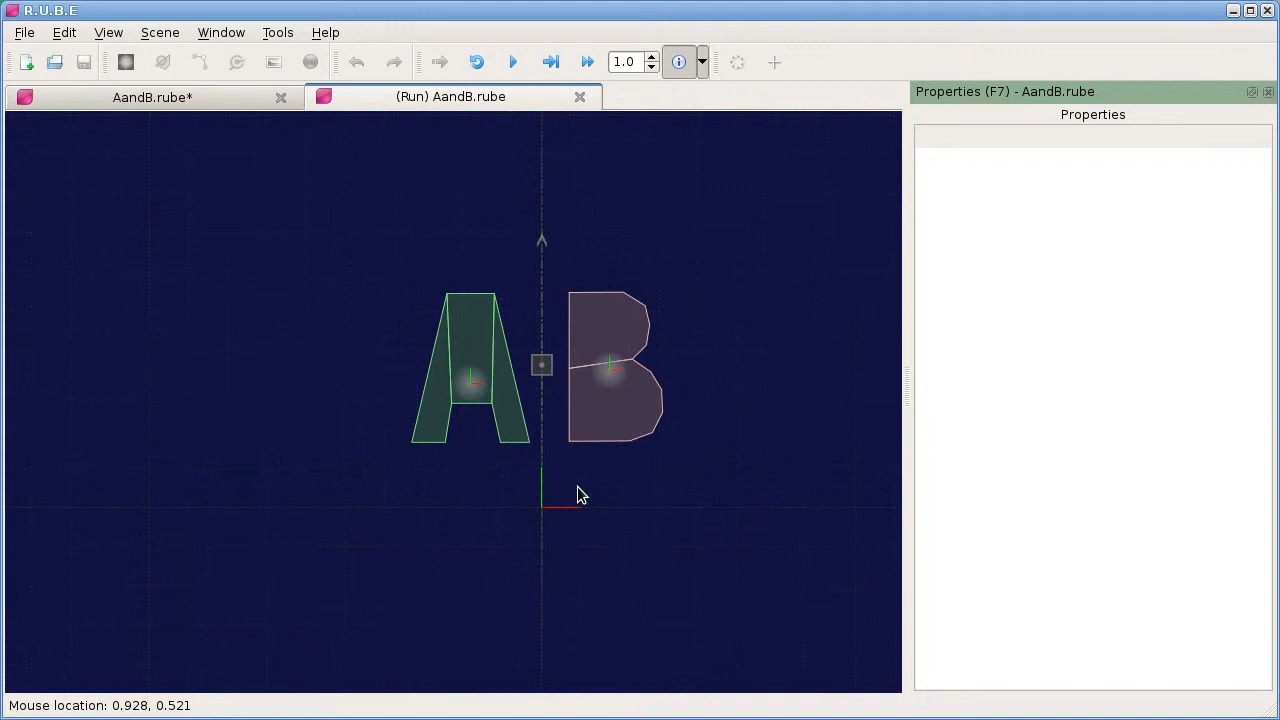 R.U.B.E
File Edit View Scene Window Tools Help
1.0
AandB.rube*
(Run) AandB.rube
Properties (F7) - AandB.rube
Properties
A B
Mouse location: 0.928, 0.521